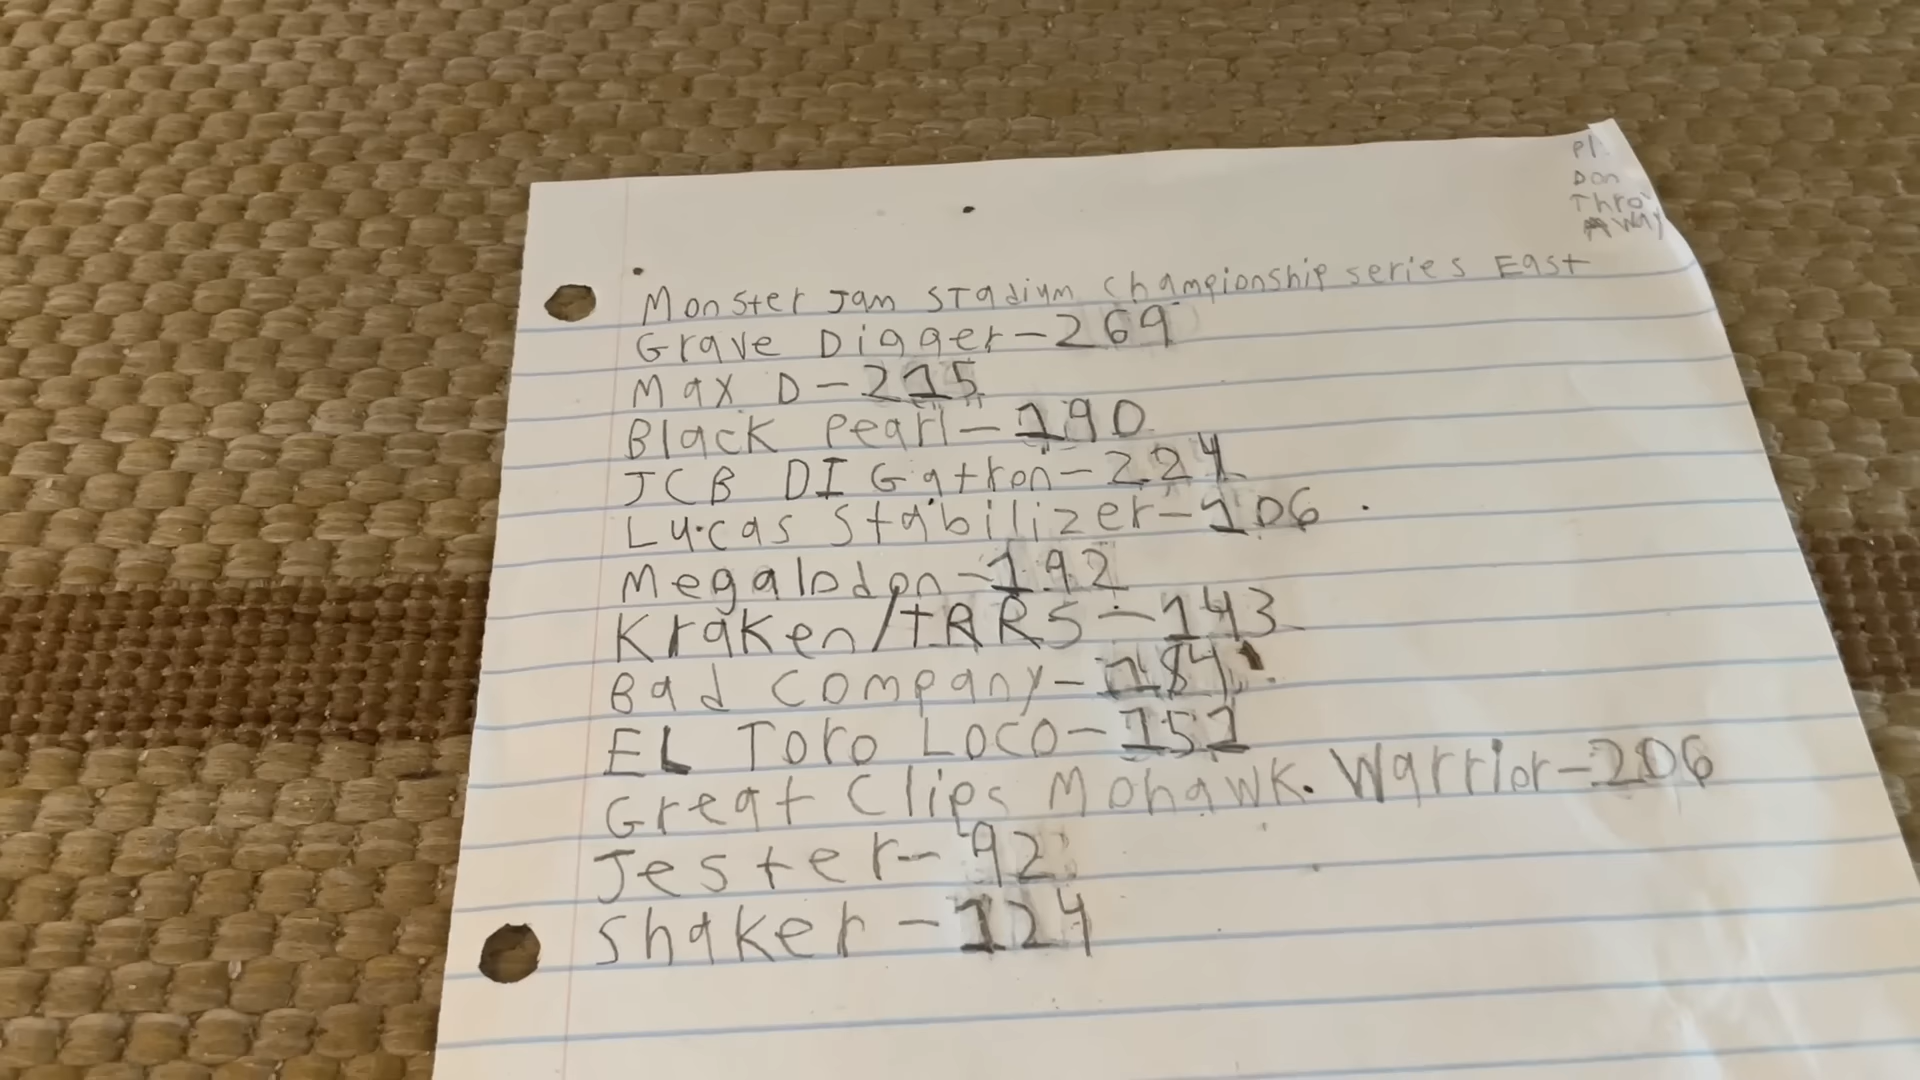 Pl
Don
Thro
Away
Monster Jam Stadium Championship series East
Grave Digger-269
Max D-215
Black Pearl-190
JCB DIGatron-224
Lucas Stabilizer-106
Megalodon-192
Kraken/TRRS-143
Bad Company-184
EL Toro Loco-151
Great Clips Mohawk Warrior-206
Jester-92
Shaker-124